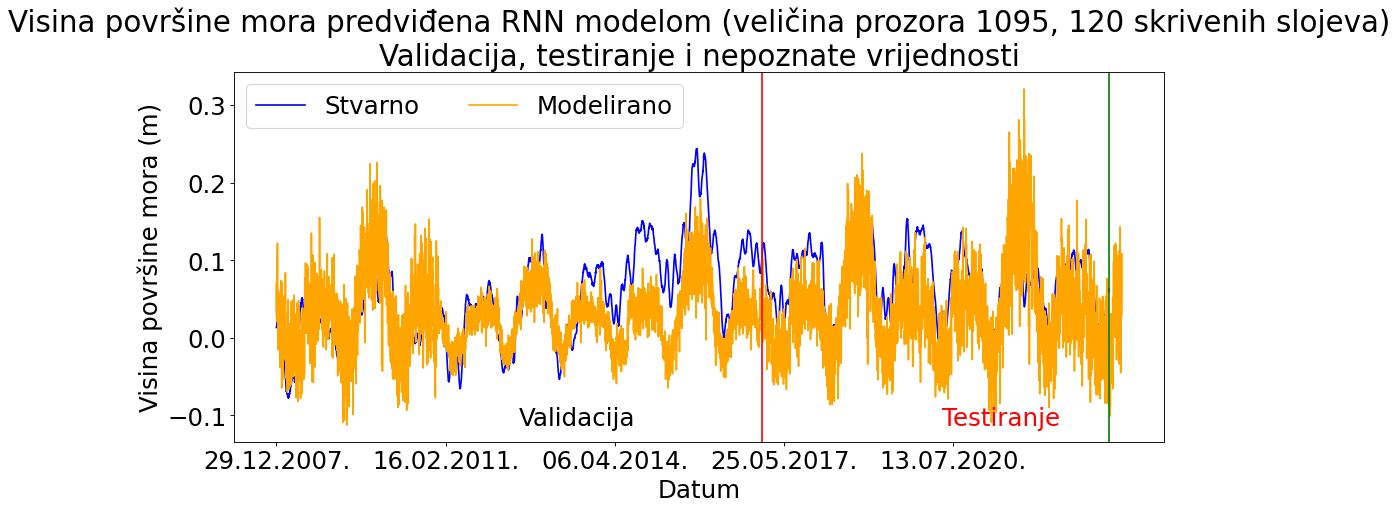 Visina površine mora predviđena RNN modelom (veličina prozora 1095, 120 skrivenih slojeva)
Validacija, testiranje i nepoznate vrijednosti
Stvarno
Modelirano
Visina površine mora (m)
0.3
0.2
0.1
0.0
−0.1
Validacija
Testiranje
29.12.2007.
16.02.2011.
06.04.2014.
25.05.2017.
13.07.2020.
Datum